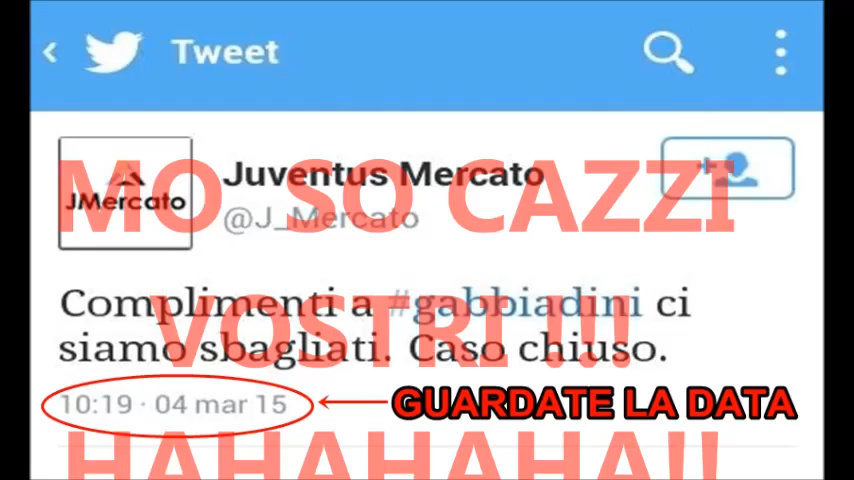 Tweet
JMercato
Juventus Mercato
@J_Mercato
MO SO CAZZI
Complimenti a #gabbiadini ci
VOSTRI !!!
siamo sbagliati. Caso chiuso.
10:19 · 04 mar 15
GUARDATE LA DATA
HAHAHAHA!!